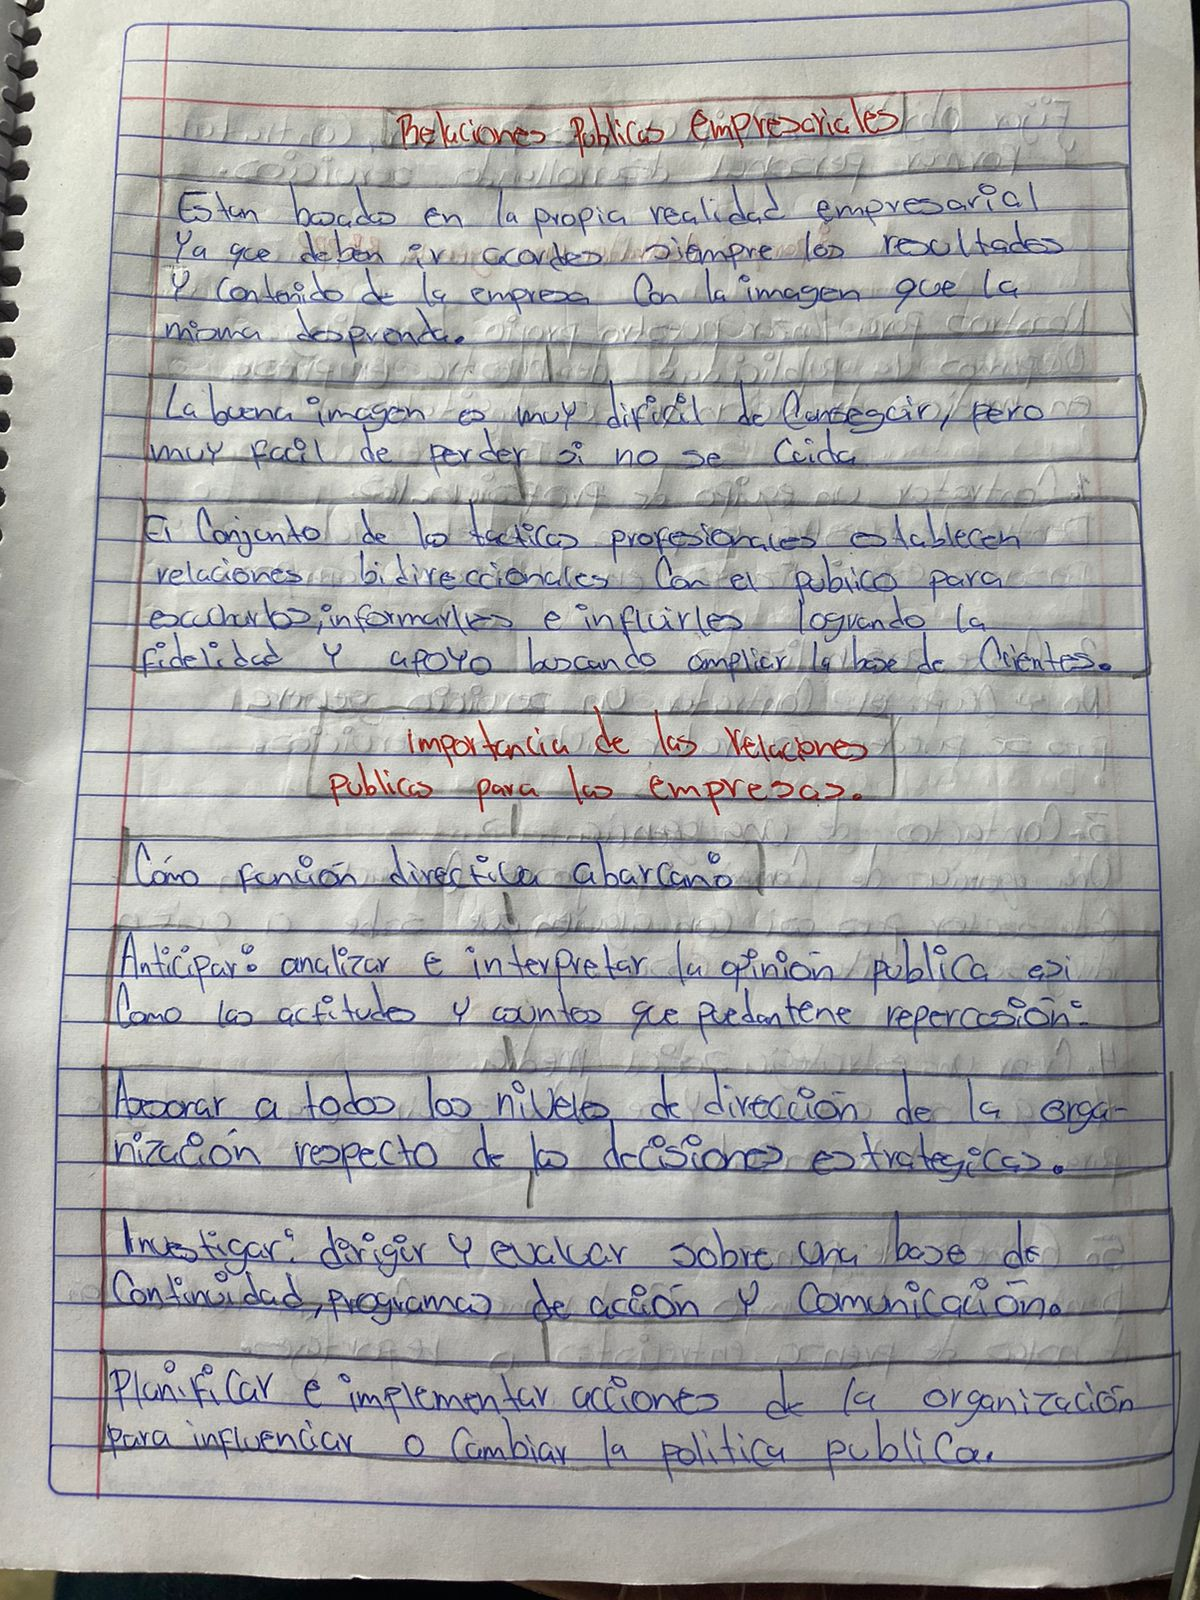 Relaciones Publicas empresariales
Estan basadas en la propia realidad empresarial
Ya que deben ir acordes siempre los resultados
Y Contenido de la empresa Con la imagen que la
misma desprenda.
La buena imagen es muy dificil de Conseguir, pero
muy facil de perder si no se Cuida
El Conjunto de las tacticas profesionales establecen
relaciones bidireccionales Con el publico para
escucharlos, informarles e influirles logrando la
fidelidad Y apoyo buscando ampliar la base de Clientes.
importancia de las relaciones
publicas para las empresas.
Cómo función directiva abarcan:
Anticipar: analizar e interpretar la opinión publica asi
Como las actitudes y asuntos que puedan tene repercusión:
Asesorar a todos los niveles de dirección de la orga-
nización respecto de las decisiones estrategicas.
Investigar: dirigir Y evaluar sobre una base de
Continuidad, programas de acción Y Comunicación.
Planificar e implementar acciones de la organización
para influenciar o Cambiar la politica publica.